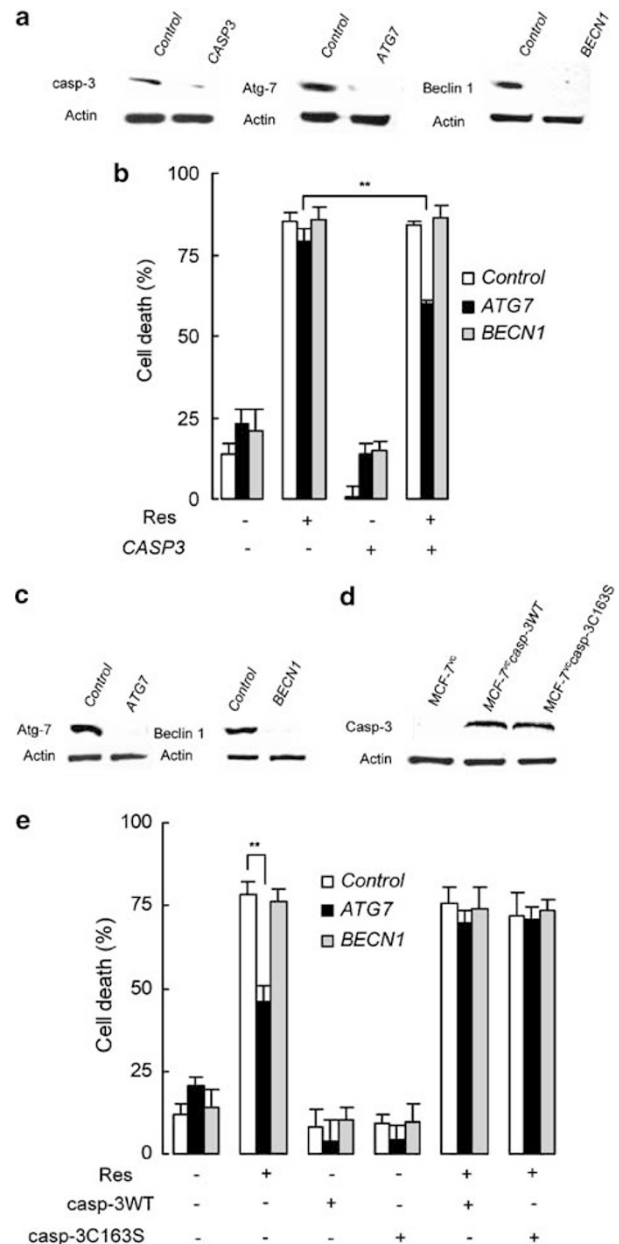 a
Control CASP3 Control ATG7 Control BECN1
casp-3 Atg-7 Beclin 1
Actin Actin Actin
b
100
**
75
50
25
0
Cell death (%)
Control
ATG7
BECN1
Res - + - +
CASP3 - - + +
c
Control ATG7 Control BECN1
Atg-7 Beclin 1
Actin Actin
d
MCF-7vc MCF-7vccasp-3WT MCF-7vccasp-3C163S
Casp-3
Actin
e
100
**
75
50
25
0
Cell death (%)
Control
ATG7
BECN1
Res - + - - + +
casp-3WT - - + - + -
casp-3C163S - - - + - +